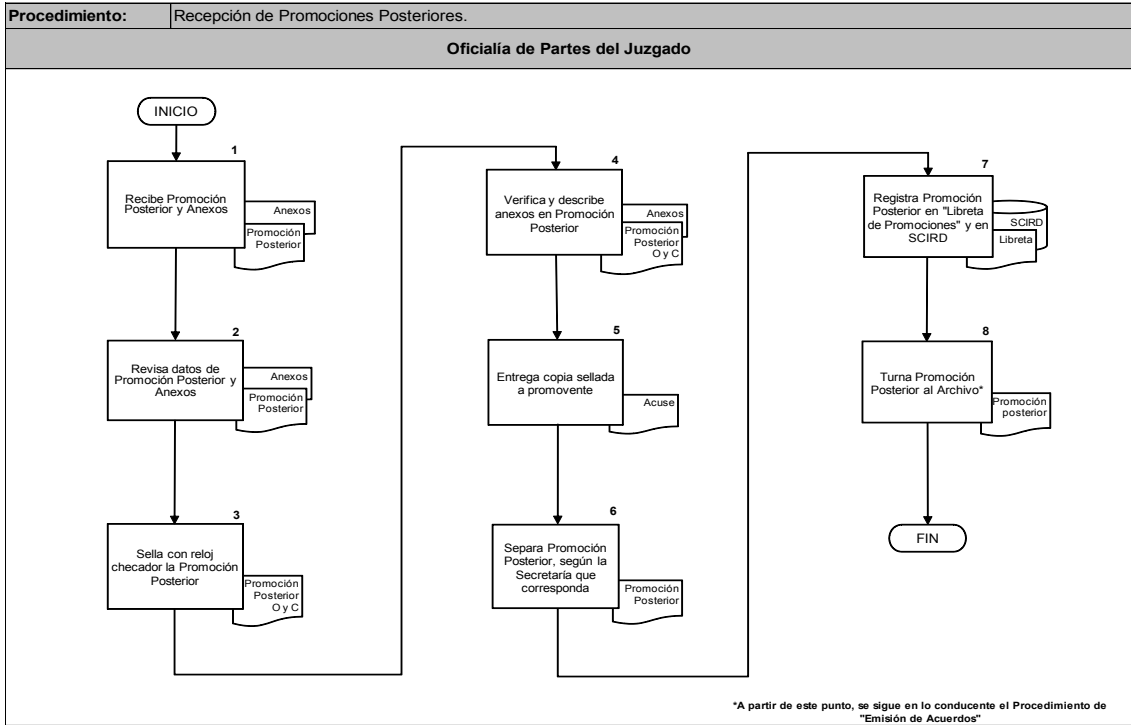 Procedimiento: Recepción de Promociones Posteriores.
Oficialía de Partes del Juzgado
INICIO
1
Recibe Promoción
Posterior y Anexos
Anexos
Promoción
Posterior
2
Revisa datos de
Promoción Posterior y
Anexos
Anexos
Promoción
Posterior
3
Sella con reloj
checador la Promoción
Posterior
Promoción
Posterior
O y C
4
Verifica y describe
anexos en Promoción
Posterior
Anexos
Promoción
Posterior
O y C
5
Entrega copia sellada
a promovente
Acuse
6
Separa Promoción
Posterior, según la
Secretaría que
corresponda
Promoción
Posterior
7
Registra Promoción
Posterior en "Libreta
de Promociones" y en
SCIRD
SCIRD
Libreta
8
Turna Promoción
Posterior al Archivo*
Promoción
posterior
FIN
*A partir de este punto, se sigue en lo conducente el Procedimiento de
"Emisión de Acuerdos"